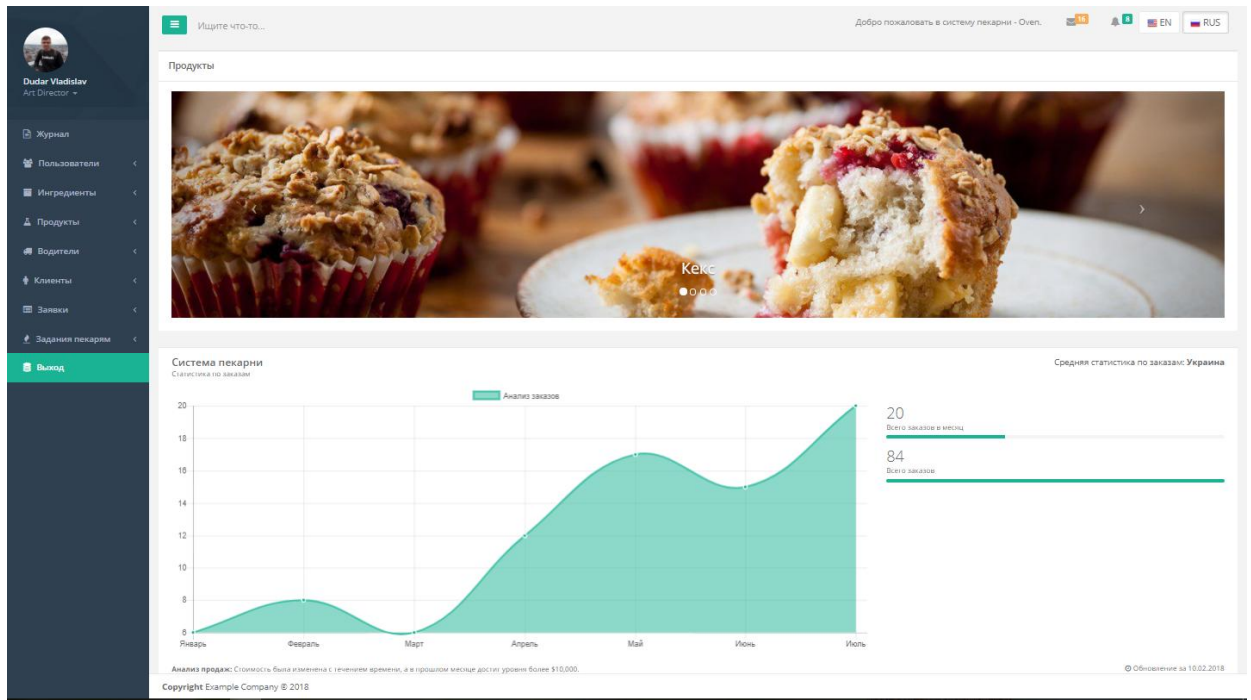 Ищите что-то...
Добро пожаловать в систему пекарни - Oven.
16
8
EN
RUS
Dudar Vladislav
Art Director
Журнал
Пользователи
Ингредиенты
Продукты
Водители
Клиенты
Заявки
Задания пекарям
Выход
Продукты
Кекс
Система пекарни
Статистика по заказам
Средняя статистика по заказам: Украина
Анализ заказов
20
18
16
14
12
10
8
6
Январь
Февраль
Март
Апрель
Май
Июнь
Июль
20
Всего заказов в месяц
84
Всего заказов
Анализ продаж: Стоимость была изменена с течением времени, а в прошлом месяце достиг уровня более $10,000.
Обновление за 10.02.2018
Copyright Example Company © 2018